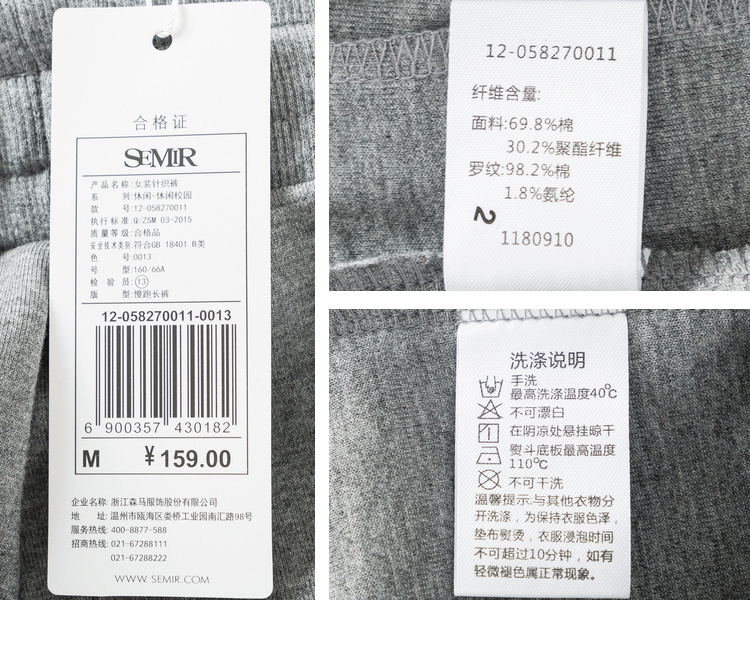 合格证
SEMIR
产品名称:女装针织裤
系 列:休闲-休闲校园
款 号:12-058270011
执行标准:Q/ZSM 03-2015
质量等级:合格品
安全技术类别:符合GB 18401 B类
色 号:0013
号 型:160/66A
检 验 员:⑬
版 型:慢跑长裤
12-058270011-0013
6 900357 430182
M ¥159.00
企业名称:浙江森马服饰股份有限公司
地 址:温州市瓯海区娄桥工业园南汇路98号
服务热线:400-8877-588
招商热线:021-67288111
021-67288222
WWW.SEMIR.COM
12-058270011
纤维含量:
面料:69.8%棉
30.2%聚酯纤维
罗纹:98.2%棉
1.8%氨纶
2
1180910
洗涤说明
手洗
最高洗涤温度40℃
不可漂白
在阴凉处悬挂晾干
熨斗底板最高温度
110℃
不可干洗
温馨提示:与其他衣物分
开洗涤,为保持衣服色泽,
垫布熨烫,衣服浸泡时间
不可超过10分钟,如有
轻微褪色属正常现象。